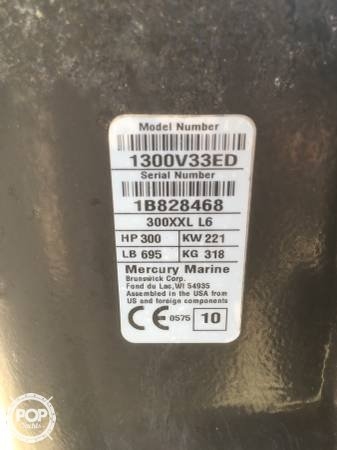 Model Number
1300V33ED
Serial Number
1B828468
300XXL L6
HP 300 KW 221
LB 695 KG 318
Mercury Marine
Brunswick Corp.
Fond du Lac, WI 54935
Assembled in the USA from
US and foreign components
CE 0575 10
POP
Yachts